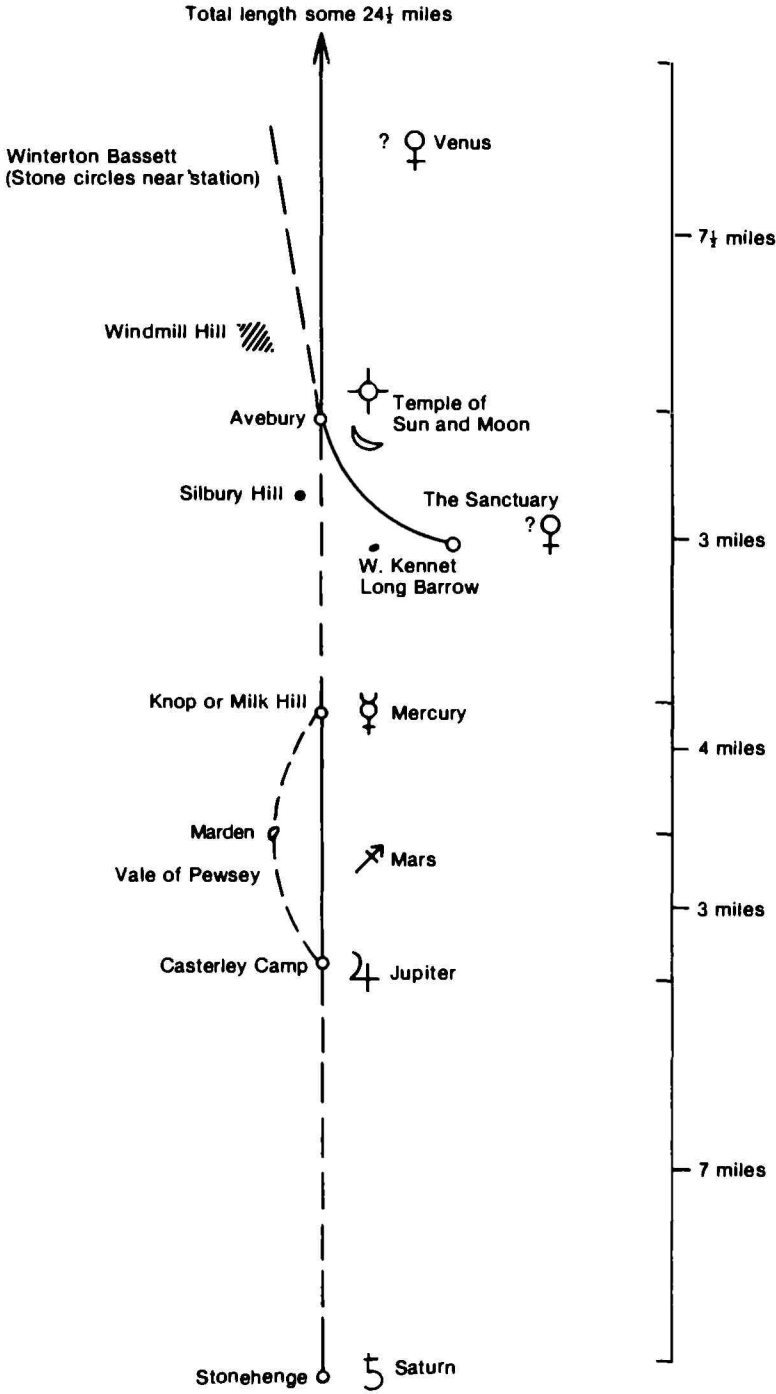 Total length some 24½ miles
? ♀ Venus
Winterton Bassett
(Stone circles near station)
7½ miles
Windmill Hill
Temple of
Sun and Moon
Avebury
Silbury Hill
The Sanctuary
? ♀
3 miles
W. Kennet
Long Barrow
Knop or Milk Hill
☿ Mercury
4 miles
Marden
♂ Mars
Vale of Pewsey
3 miles
Casterley Camp
♃ Jupiter
7 miles
Stonehenge
♄ Saturn